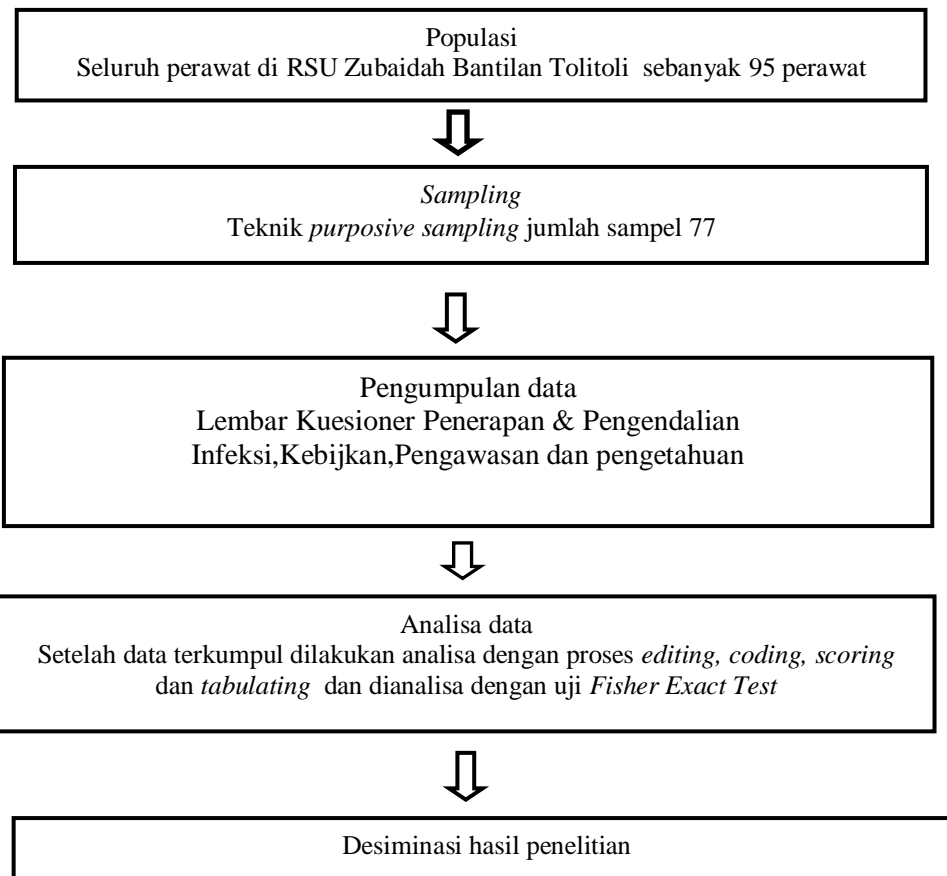 Populasi
Seluruh perawat di RSU Zubaidah Bantilan Tolitoli sebanyak 95 perawat
Sampling
Teknik purposive sampling jumlah sampel 77
Pengumpulan data
Lembar Kuesioner Penerapan & Pengendalian
Infeksi,Kebijkan,Pengawasan dan pengetahuan
Analisa data
Setelah data terkumpul dilakukan analisa dengan proses editing, coding, scoring
dan tabulating dan dianalisa dengan uji Fisher Exact Test
Desiminasi hasil penelitian